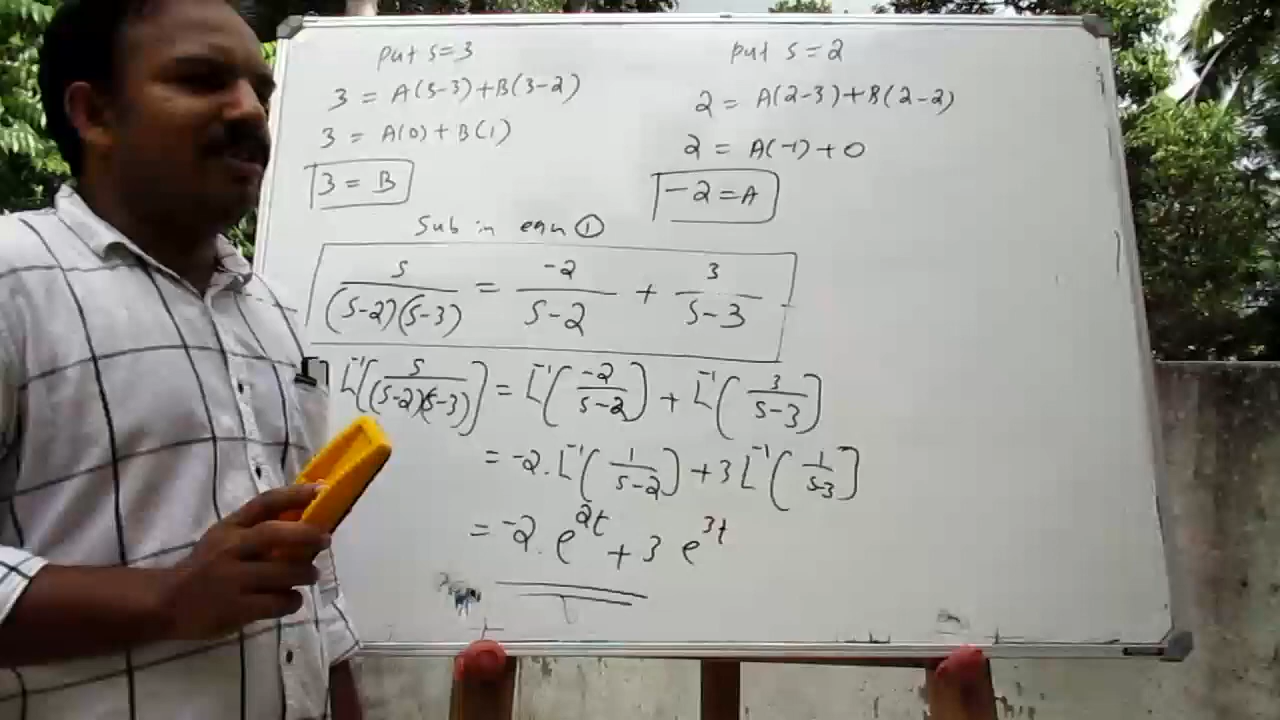 put s=3
3 = A(3-3)+B(3-2)
3 = A(0)+B(1)
3 = B
put s=2
2 = A(2-3)+B(2-2)
2 = A(-1)+0
-2=A
Sub in eqn ①
s/((s-2)(s-3)) = -2/(s-2) + 3/(s-3)
L⁻¹[s/((s-2)(s-3))] = L⁻¹(-2/(s-2)) + L⁻¹(3/(s-3)]
= -2. L⁻¹(1/(s-2)) + 3 L⁻¹(1/(s-3)]
= -2. e^2t + 3 e^3t